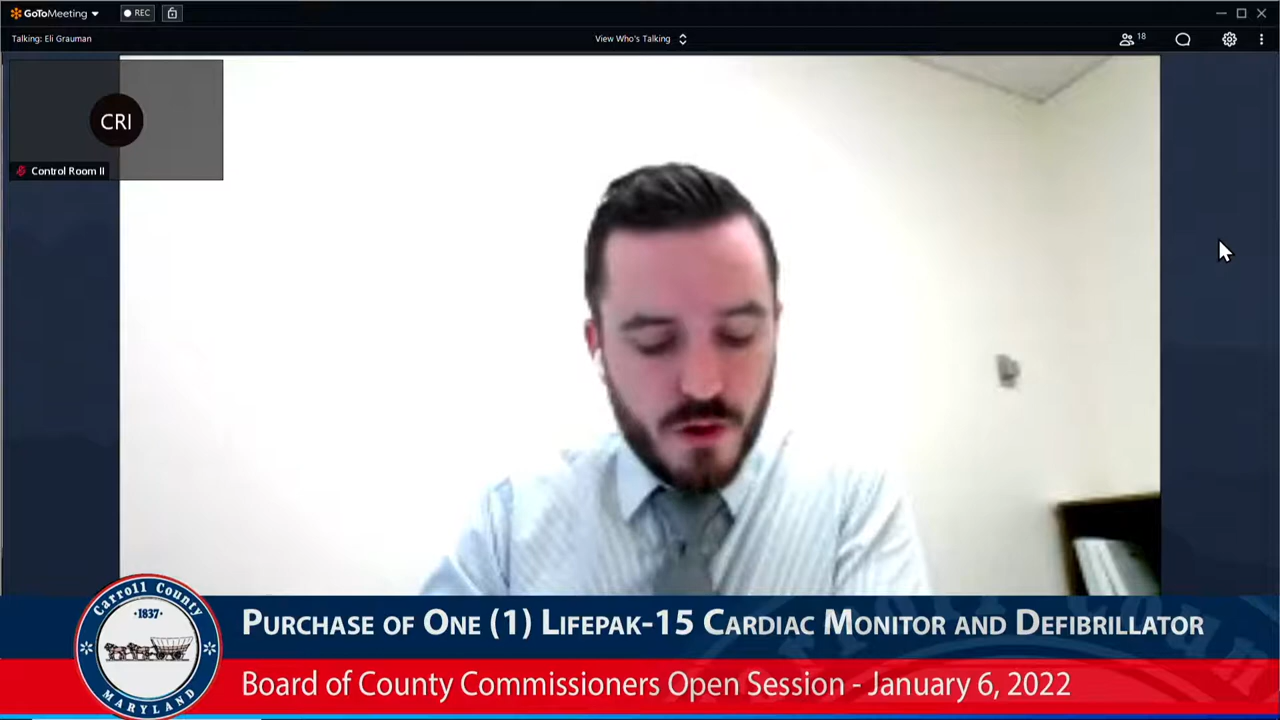 GoToMeeting
REC
Talking: Eli Grauman
View Who's Talking
18
CRI
Control Room II
CARROLL COUNTY
·1837·
MARYLAND
PURCHASE OF ONE (1) LIFEPAK-15 CARDIAC MONITOR AND DEFIBRILLATOR
Board of County Commissioners Open Session - January 6, 2022